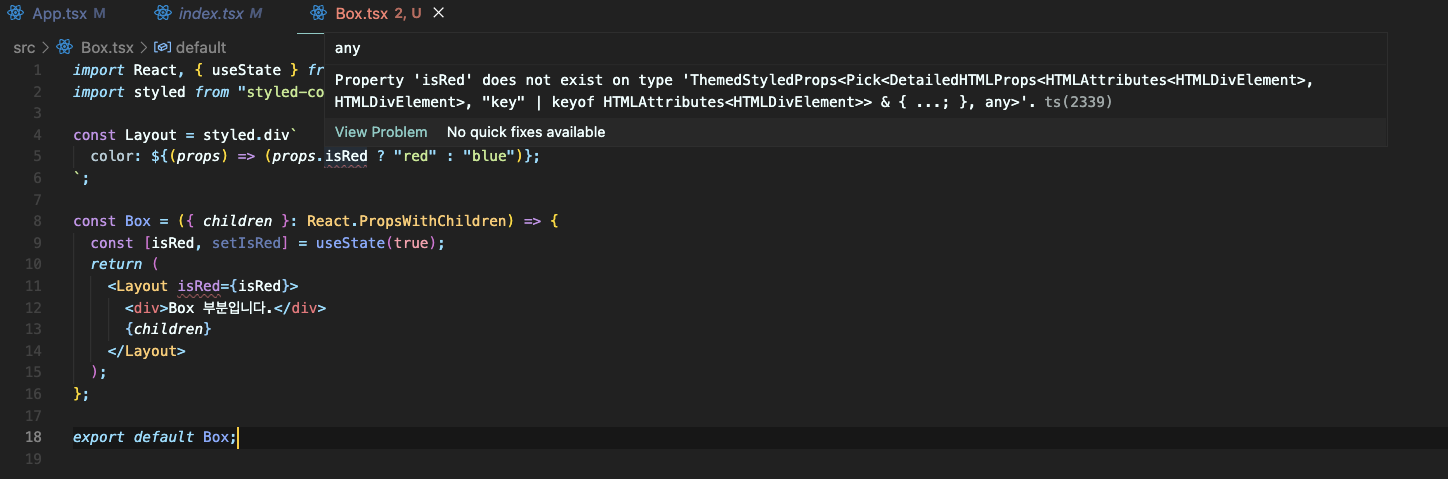 App.tsx M index.tsx M Box.tsx 2, U ×
src > Box.tsx > default
any
Property 'isRed' does not exist on type 'ThemedStyledProps<Pick<DetailedHTMLProps<HTMLAttributes<HTMLDivElement>,
HTMLDivElement>, "key" | keyof HTMLAttributes<HTMLDivElement>> & { ...; }, any>'. ts(2339)
View Problem No quick fixes available
1 import React, { useState } fr
2 import styled from "styled-co
3
4 const Layout = styled.div`
5 color: ${(props) => (props.isRed ? "red" : "blue")};
6 `;
7
8 const Box = ({ children }: React.PropsWithChildren) => {
9 const [isRed, setIsRed] = useState(true);
10 return (
11 <Layout isRed={isRed}>
12 <div>Box 부분입니다.</div>
13 {children}
14 </Layout>
15 );
16 };
17
18 export default Box;
19